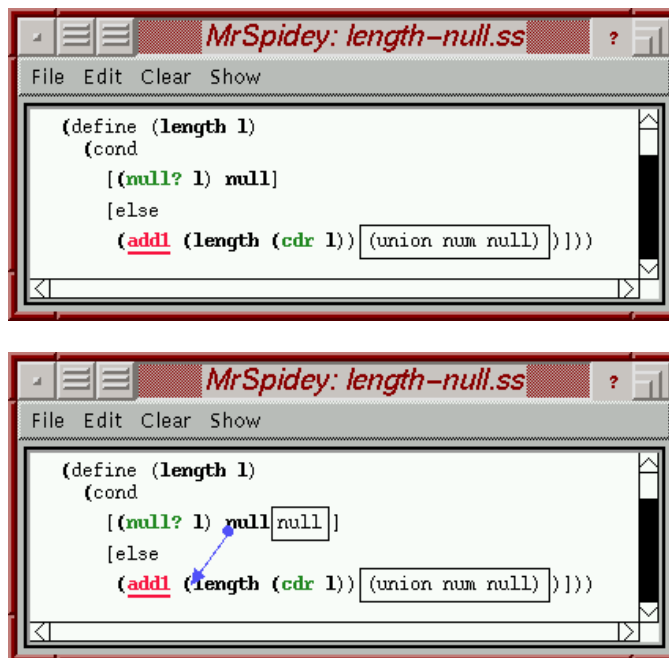 MrSpidey: length-null.ss ?
File Edit Clear Show
(define (length l)
(cond
[(null? l) null]
[else
(add1 (length (cdr l)) (union num null) )]))
MrSpidey: length-null.ss ?
File Edit Clear Show
(define (length l)
(cond
[(null? l) null null ]
[else
(add1 (length (cdr l)) (union num null) )]))